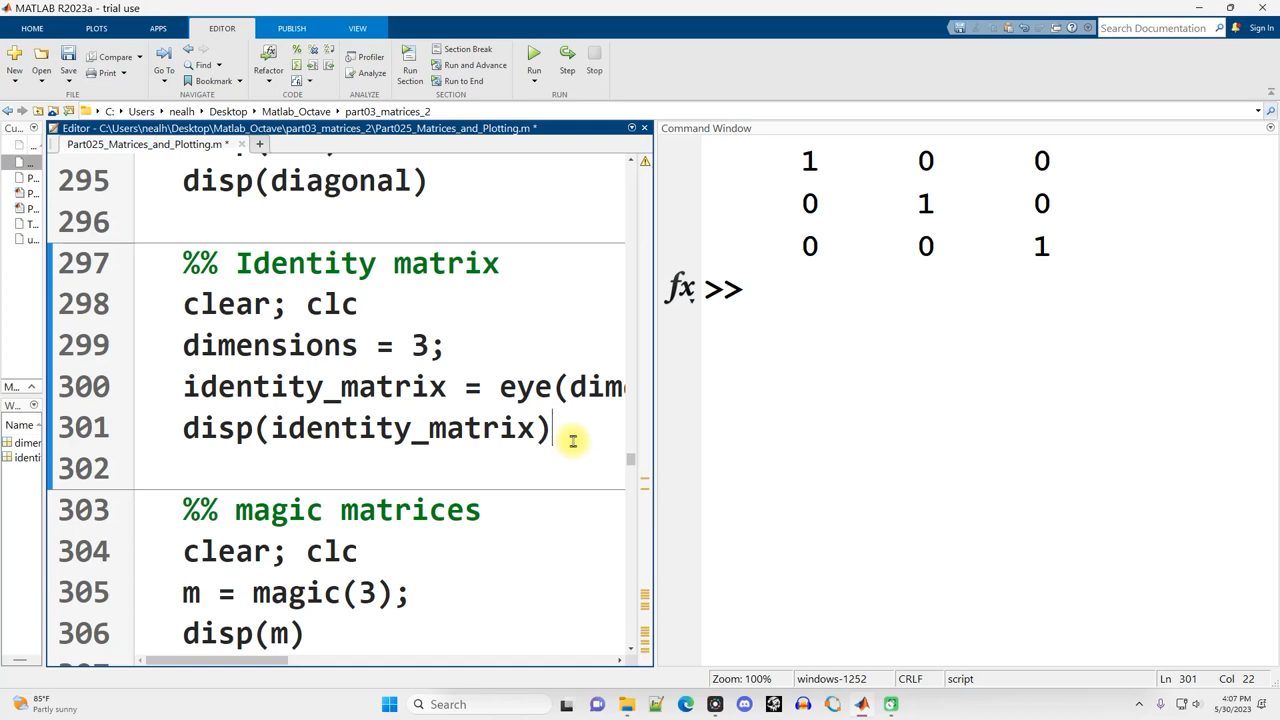 MATLAB R2023a - trial use
HOME PLOTS APPS EDITOR PUBLISH VIEW
Search Documentation Sign In
New Open Save Compare Print Go To Find Bookmark Refactor Profiler Analyze Run Section Section Break Run and Advance Run to End Run Step Stop
FILE NAVIGATE CODE ANALYZE SECTION RUN
C: Users nealh Desktop Matlab_Octave part03_matrices_2
Cu...
Editor - C:\Users\nealh\Desktop\Matlab_Octave\part03_matrices_2\Part025_Matrices_and_Plotting.m *
Command Window
Part025_Matrices_and_Plotting.m * +
295 disp(diagonal)
296
297 %% Identity matrix
298 clear; clc
299 dimensions = 3;
300 identity_matrix = eye(dim
301 disp(identity_matrix)
302
303 %% magic matrices
304 clear; clc
305 m = magic(3);
306 disp(m)
1 0 0
0 1 0
0 0 1
fx >>
...
...
P...
P...
P...
T...
u...
M...
W...
Name
dimen
identi
Zoom: 100% windows-1252 CRLF script Ln 301 Col 22
85°F
Partly sunny
Search
4:07 PM
5/30/2023